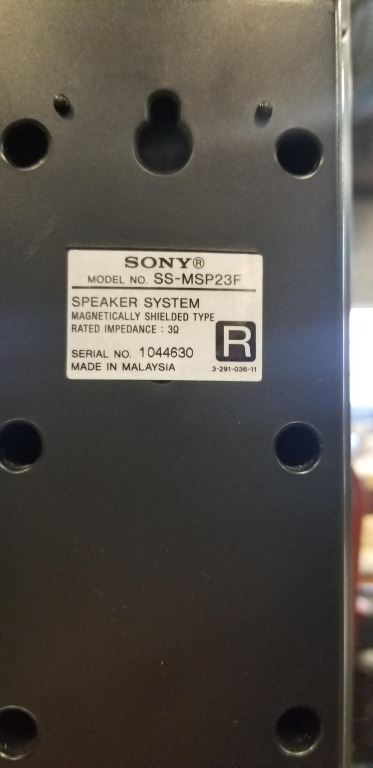 SONY®
MODEL NO. SS-MSP23F
SPEAKER SYSTEM
MAGNETICALLY SHIELDED TYPE
RATED IMPEDANCE : 3Ω
R
SERIAL NO. 1044630
MADE IN MALAYSIA
3-291-036-11